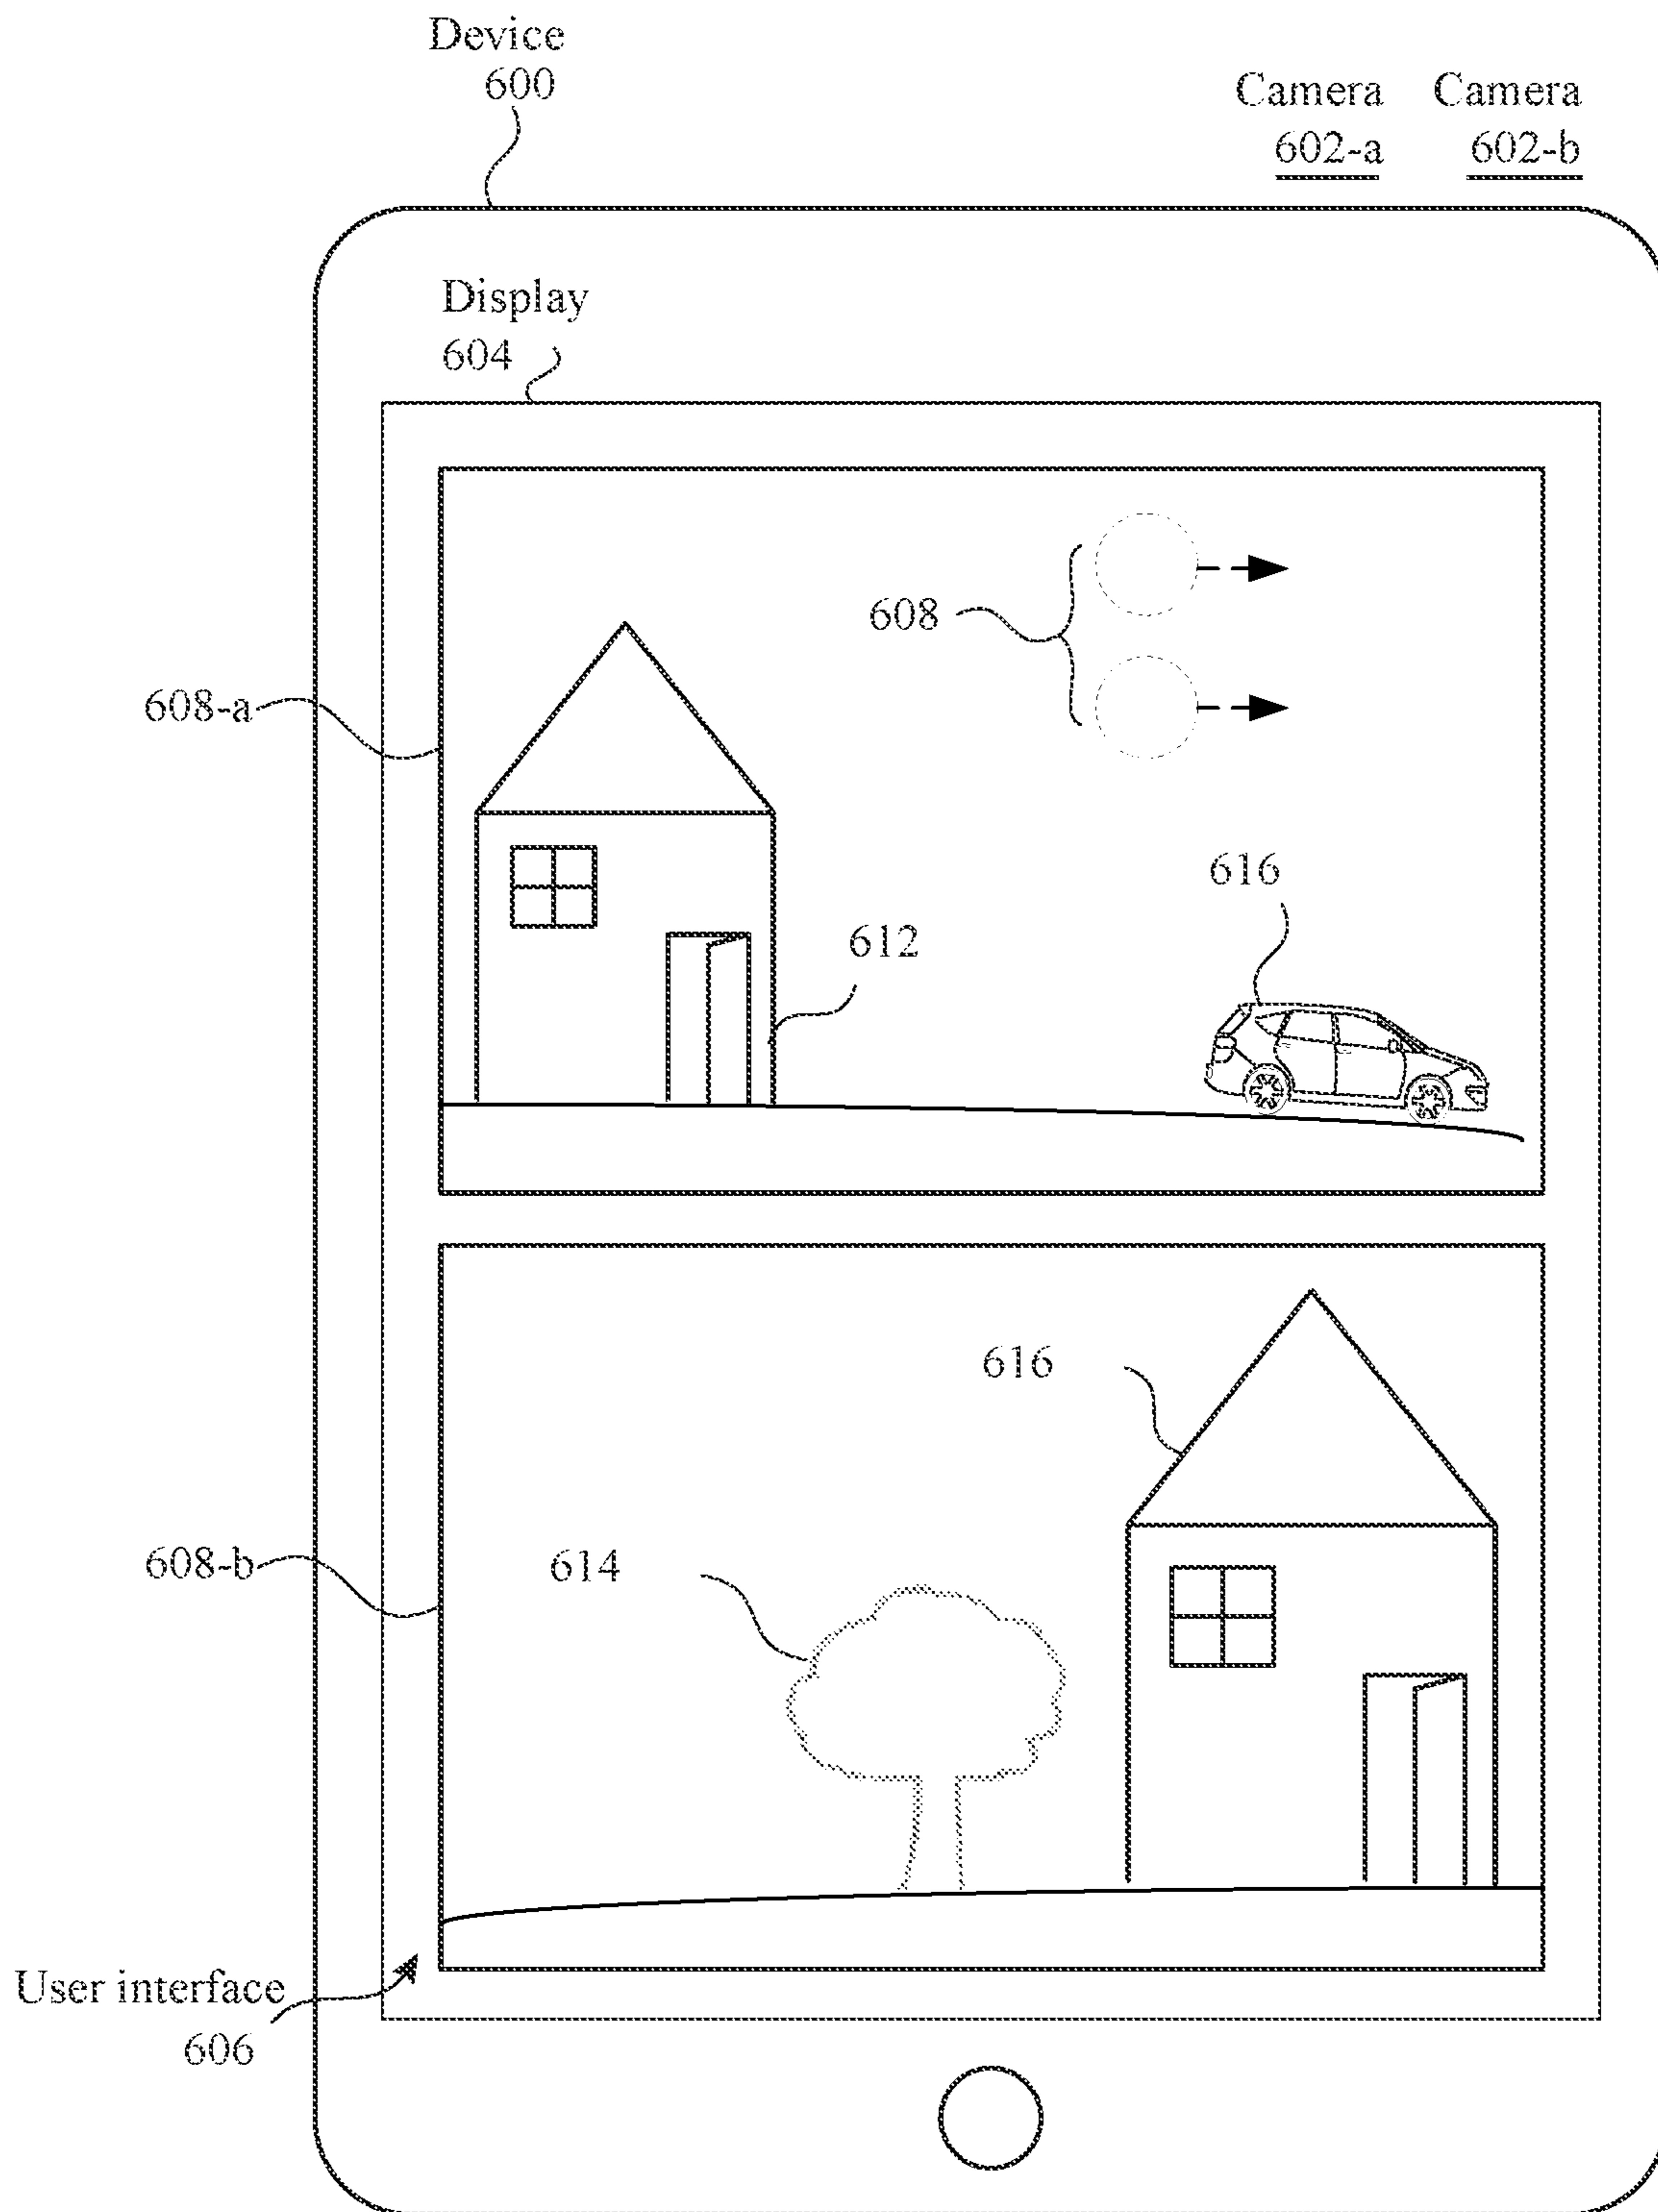 Device
600
Camera
602-a
Camera
602-b
Display
604
608
608-a
616
612
616
608-b
614
User interface
606